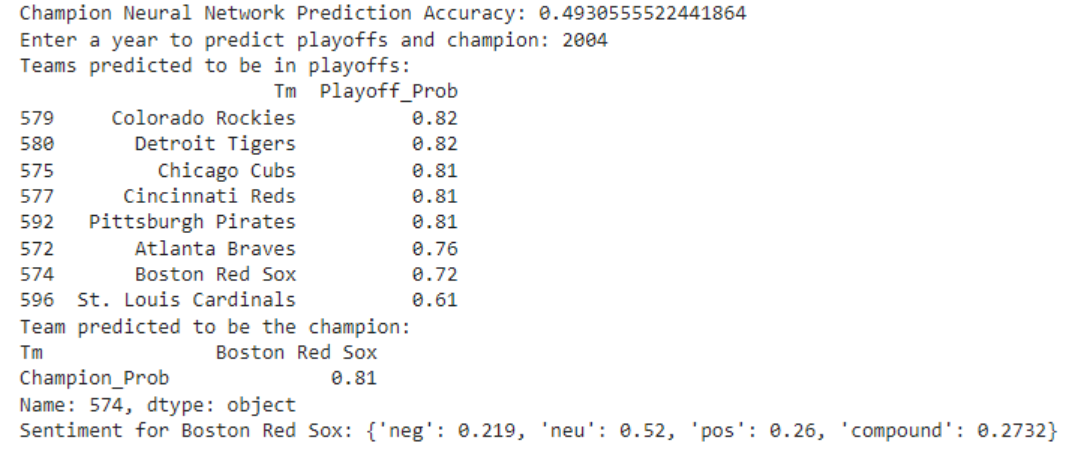 Champion Neural Network Prediction Accuracy: 0.4930555522441864
Enter a year to predict playoffs and champion: 2004
Teams predicted to be in playoffs:
Tm Playoff_Prob
579 Colorado Rockies 0.82
580 Detroit Tigers 0.82
575 Chicago Cubs 0.81
577 Cincinnati Reds 0.81
592 Pittsburgh Pirates 0.81
572 Atlanta Braves 0.76
574 Boston Red Sox 0.72
596 St. Louis Cardinals 0.61
Team predicted to be the champion:
Tm Boston Red Sox
Champion_Prob 0.81
Name: 574, dtype: object
Sentiment for Boston Red Sox: {'neg': 0.219, 'neu': 0.52, 'pos': 0.26, 'compound': 0.2732}